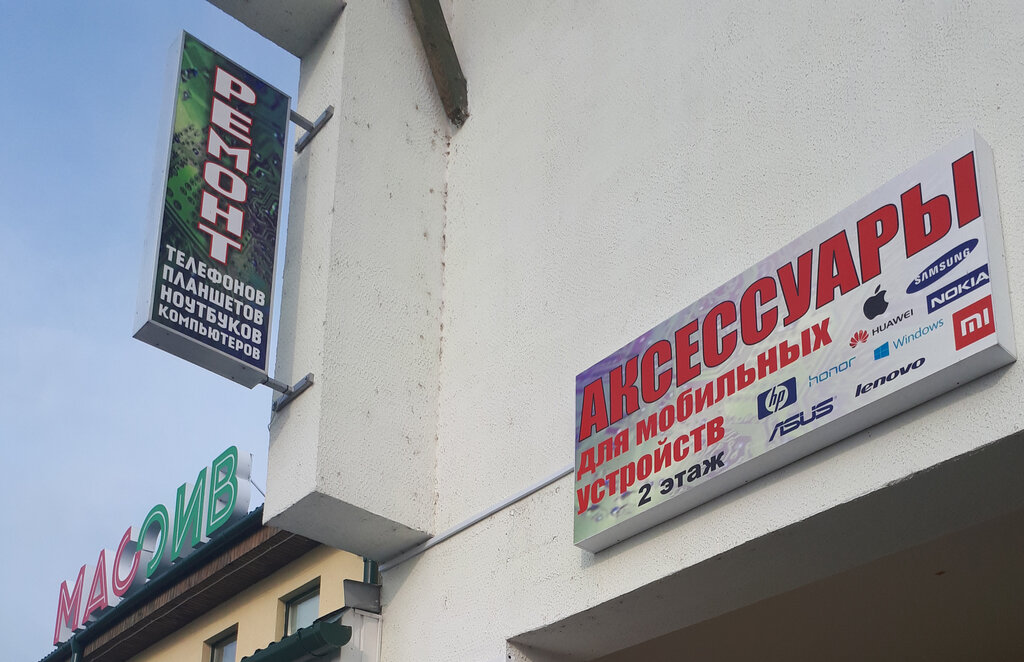 РЕМОНТ
ТЕЛЕФОНОВ
ПЛАНШЕТОВ
НОУТБУКОВ
КОМПЬЮТЕРОВ
МАССИВ
АКСЕССУАРЫ
для мобильных
устройств
2 этаж
SAMSUNG
NOKIA
HUAWEI
mi
hp
honor
Windows
ASUS
lenovo